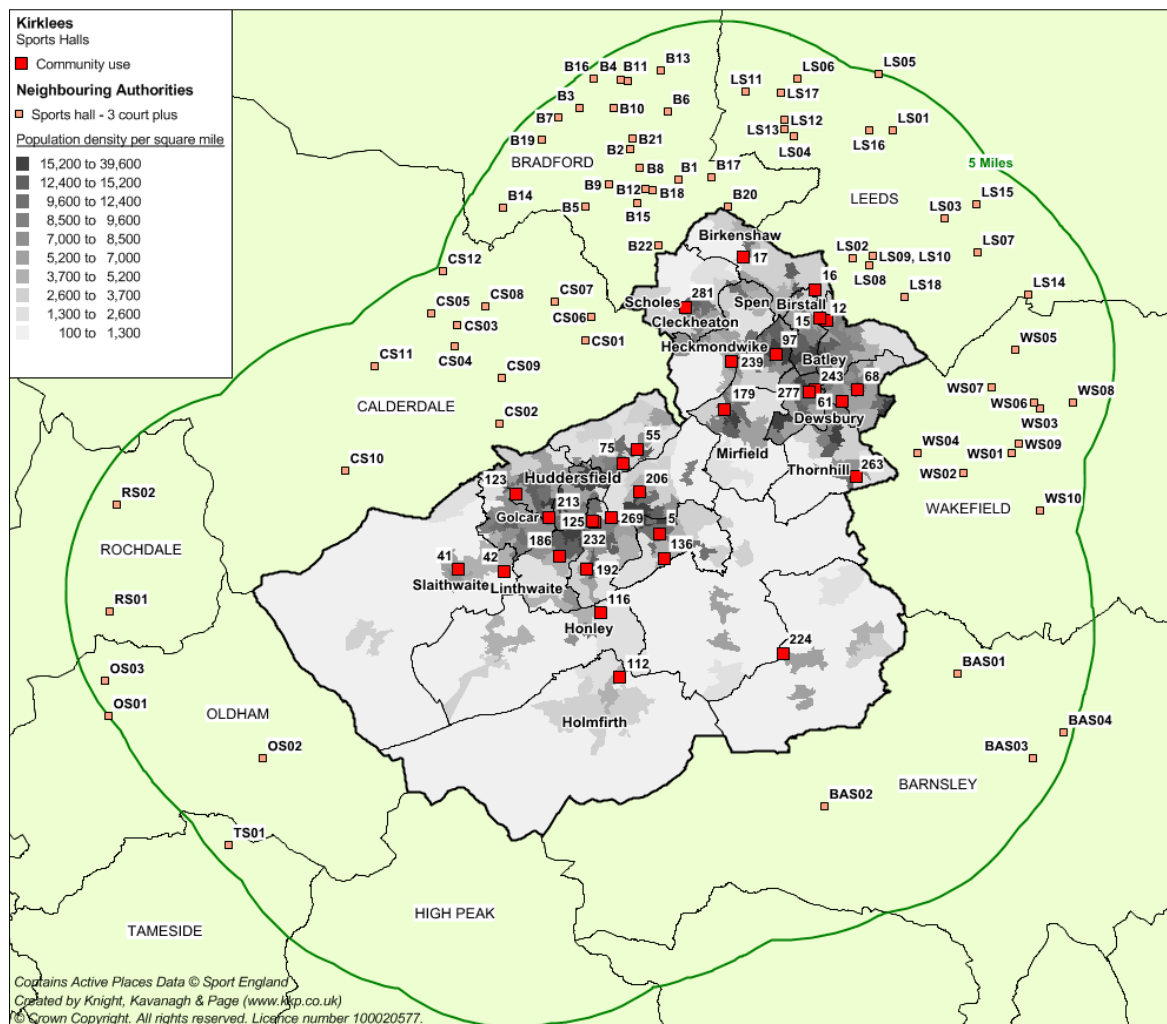 Kirklees
Sports Halls
Community use
Neighbouring Authorities
Sports hall - 3 court plus
Population density per square mile
15,200 to 39,600
12,400 to 15,200
9,600 to 12,400
8,500 to 9,600
7,000 to 8,500
5,200 to 7,000
3,700 to 5,200
2,600 to 3,700
1,300 to 2,600
100 to 1,300
B13
B16 B4 B11
LS06
LS05
LS11
LS17
B3
B10
B6
B7
LS12
LS13
LS01
B19
B21
LS04
LS16
B2
BRADFORD
5 Miles
B8
B1
B17
B9
B12
B18
LEEDS
LS15
B14
B5
B15
B20
LS03
Birkenshaw
B22
LS02
LS09, LS10
LS07
17
LS08
CS12
16
281
LS18
LS14
CS07
Scholes
Spen
Birstall
12
CS05
CS08
CS06
15
Cleckheaton
CS03
WS05
CS01
Heckmondwike
97
Batley
CS04
239
CS11
CS09
243
68
277
WS07
WS08
179
61
WS06
CALDERDALE
CS02
Dewsbury
WS03
55
WS04
WS09
75
Mirfield
WS01
CS10
Thornhill
263
WS02
Huddersfield
123
206
RS02
213
WS10
WAKEFIELD
Golcar
125
269
5
ROCHDALE
186
232
136
41
42
192
Slaithwaite
Linthwaite
RS01
116
Honley
224
OS03
112
BAS01
OS01
OLDHAM
Holmfirth
BAS04
OS02
BAS03
BARNSLEY
BAS02
TS01
HIGH PEAK
TAMESIDE
Contains Active Places Data © Sport England
Created by Knight, Kavanagh & Page (www.kkp.co.uk)
© Crown Copyright. All rights reserved. Licence number 100020577.